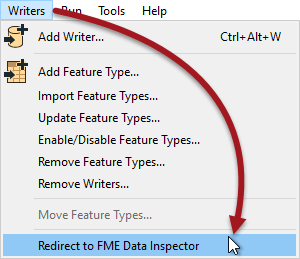 Writers Run Tools Help
Add Writer... Ctrl+Alt+W
Add Feature Type...
Import Feature Types...
Update Feature Types...
Enable/Disable Feature Types...
Remove Feature Types...
Remove Writers...
Move Feature Types...
Redirect to FME Data Inspector